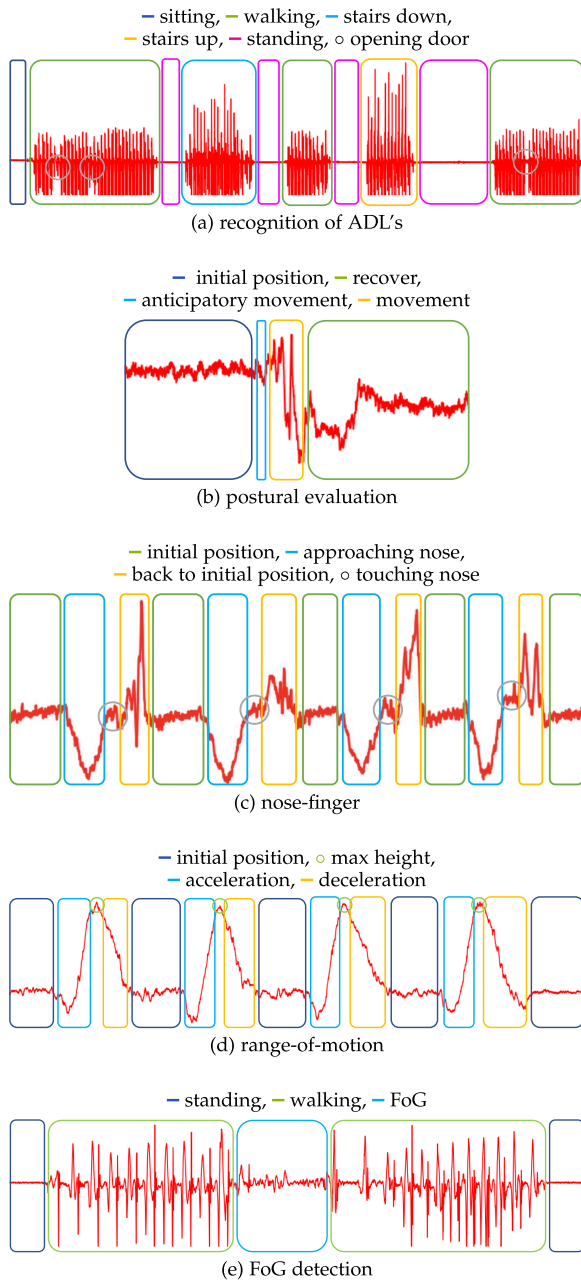 sitting, walking, stairs down,
stairs up, standing, ○ opening door
(a) recognition of ADL's
initial position, recover,
anticipatory movement, movement
(b) postural evaluation
initial position, approaching nose,
back to initial position, ○ touching nose
(c) nose-finger
initial position, ○ max height,
acceleration, deceleration
(d) range-of-motion
standing, walking, FoG
(e) FoG detection